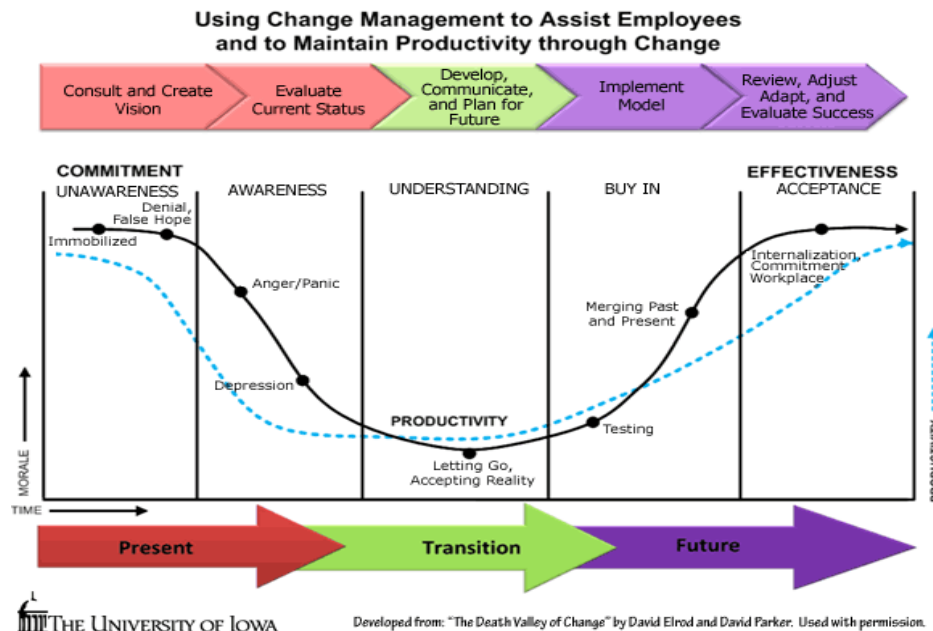 Using Change Management to Assist Employees
and to Maintain Productivity through Change
Consult and Create
Vision
Evaluate
Current Status
Develop,
Communicate,
and Plan for
Future
Implement
Model
Review, Adjust
Adapt, and
Evaluate Success
COMMITMENT
UNAWARENESS
AWARENESS
UNDERSTANDING
BUY IN
EFFECTIVENESS
ACCEPTANCE
Denial,
False Hope
Immobilized
Anger/Panic
Depression
PRODUCTIVITY
Letting Go,
Accepting Reality
Testing
Merging Past
and Present
Internalization,
Commitment
Workplace
MORALE
TIME
Present
Transition
Future
THE UNIVERSITY OF IOWA
Developed from: "The Death Valley of Change" by David Elrod and David Parker. Used with permission.